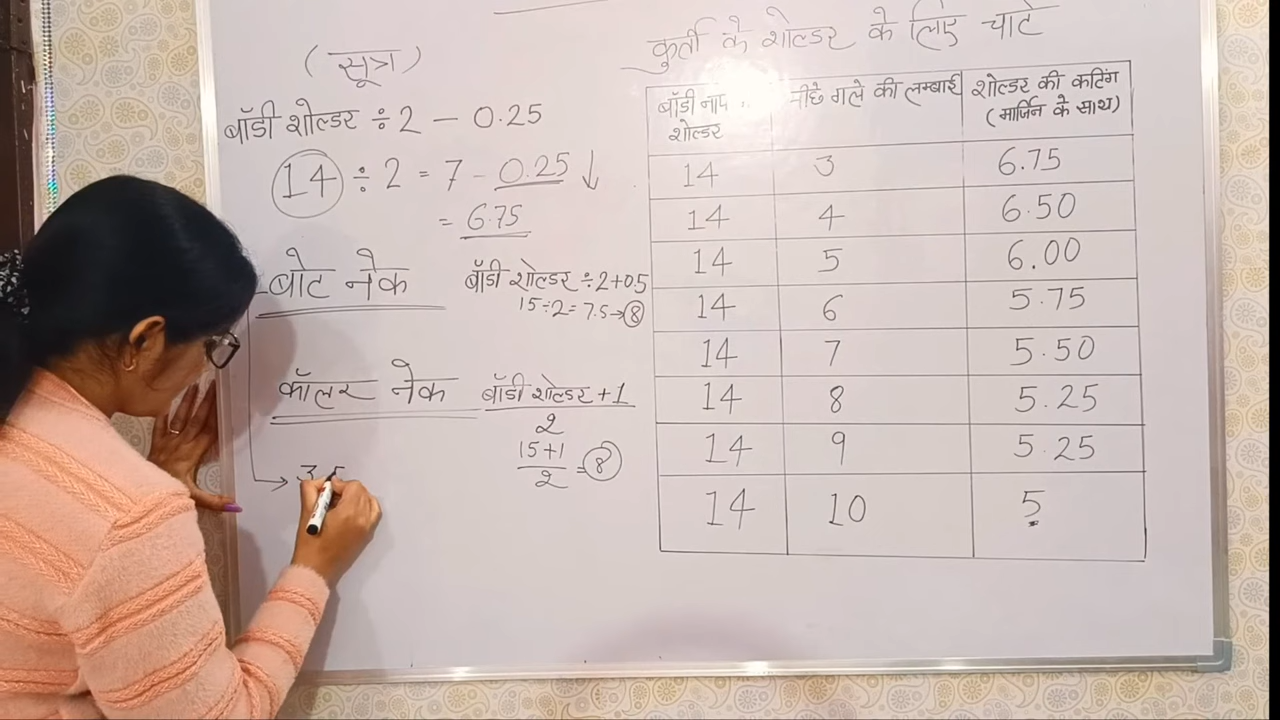 (सूत्र)
बॉडी शोल्डर ÷ 2 - 0.25
14 ÷ 2 = 7 - 0.25 ↓
= 6.75
बोट नेक
बॉडी शोल्डर ÷ 2 + 0.5
15 ÷ 2 = 7.5 → 8
कॉलर नेक
बॉडी शोल्डर + 1
2
15 + 1
2
= 8
→ 3.5
कुर्ती के शोल्डर के लिए चार्ट
बॉडी नाप शोल्डर | पीछे गले की लम्बाई | शोल्डर की कटिंग (मार्जिन के साथ)
14 | 3 | 6.75
14 | 4 | 6.50
14 | 5 | 6.00
14 | 6 | 5.75
14 | 7 | 5.50
14 | 8 | 5.25
14 | 9 | 5.25
14 | 10 | 5